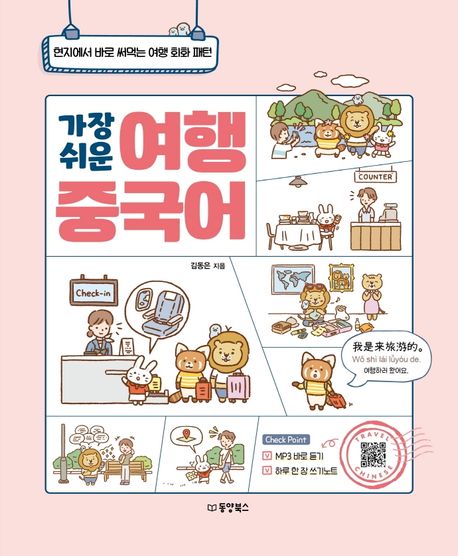 현지에서 바로 써먹는 여행 회화 패턴!
가장
쉬운
여행
중국어
김동은 지음
COUNTER
Check-in
我是来旅游的。
Wǒ shì lái lǚyóu de.
여행하러 왔어요.
Check Point
MP3 바로 듣기
하루 한 장 쓰기노트
TRAVEL
CHINESE
동양북스